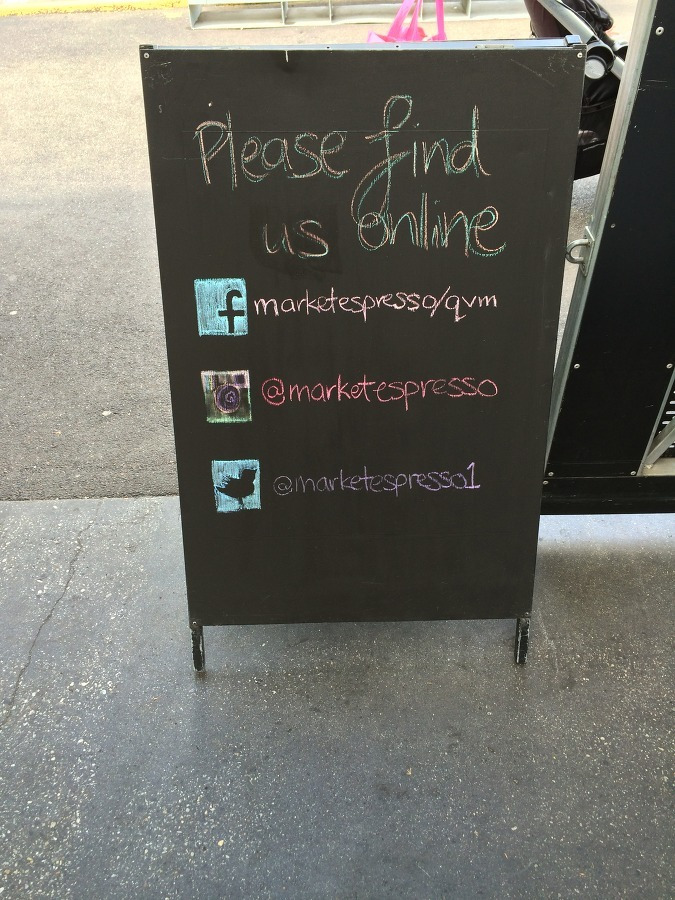 Please find
us online
f marketespresso/qvm
@marketespresso
@marketespresso1